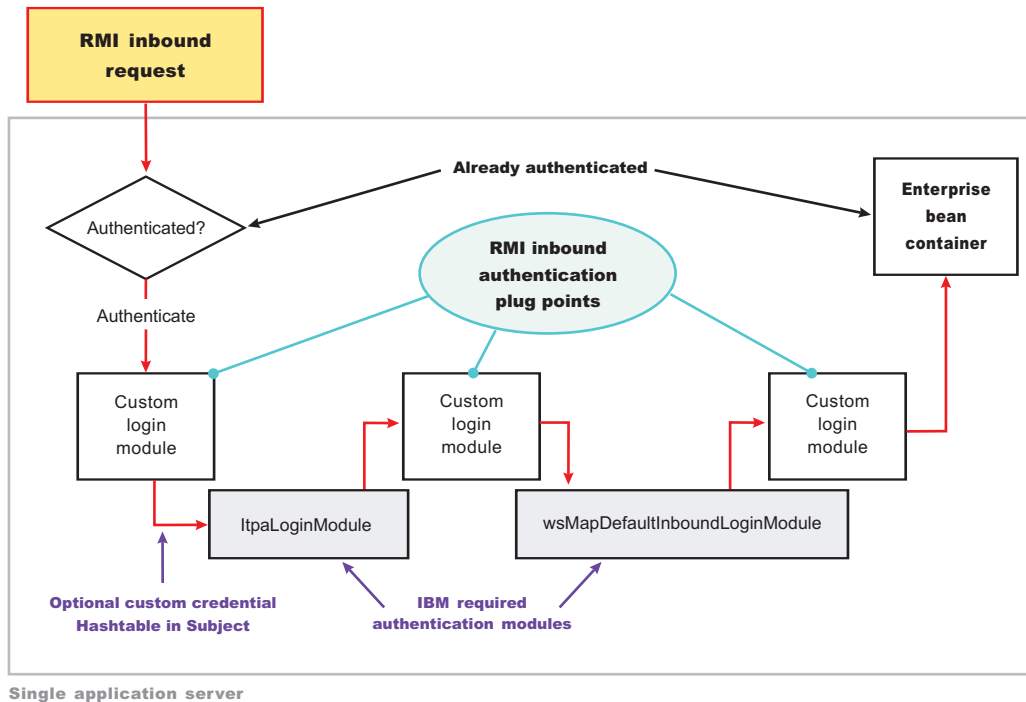 RMI inbound
request
Already authenticated
Authenticated?
Enterprise
bean
container
RMI inbound
authentication
plug points
Authenticate
Custom
login
module
Custom
login
module
Custom
login
module
ltpaLoginModule
wsMapDefaultInboundLoginModule
Optional custom credential
Hashtable in Subject
IBM required
authentication modules
Single application server